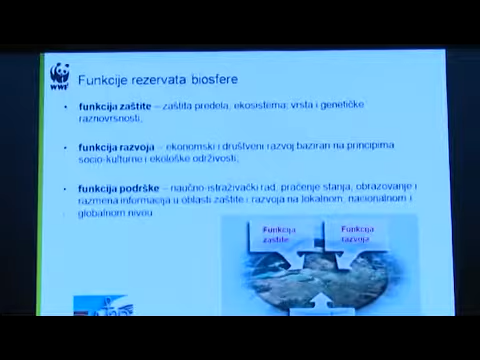 WWF
Funkcije rezervata biosfere
• funkcija zaštite – zaštita predela, ekosistema, vrsta i genetičke
raznovrsnosti,
• funkcija razvoja – ekonomski i društveni razvoj baziran na principima
socio-kulturne i ekološke održivosti,
• funkcija podrške – naučno-istraživački rad, praćenje stanja, obrazovanje i
razmena informacija u oblasti zaštite i razvoja na lokalnom, nacionalnom i
globalnom nivou
Funkcija
zaštite
Funkcija
razvoja